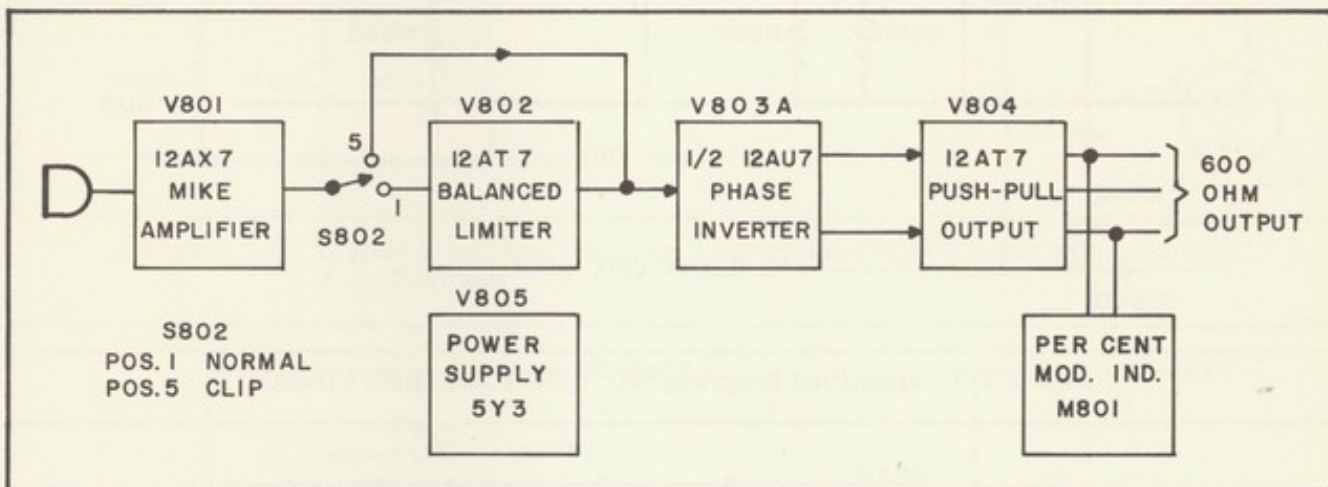 V801
12AX7
MIKE
AMPLIFIER
5
1
S802
V802
12AT7
BALANCED
LIMITER
V803A
1/2 12AU7
PHASE
INVERTER
V804
12AT7
PUSH-PULL
OUTPUT
600
OHM
OUTPUT
S802
POS. 1 NORMAL
POS. 5 CLIP
V805
POWER
SUPPLY
5Y3
PER CENT
MOD. IND.
M801